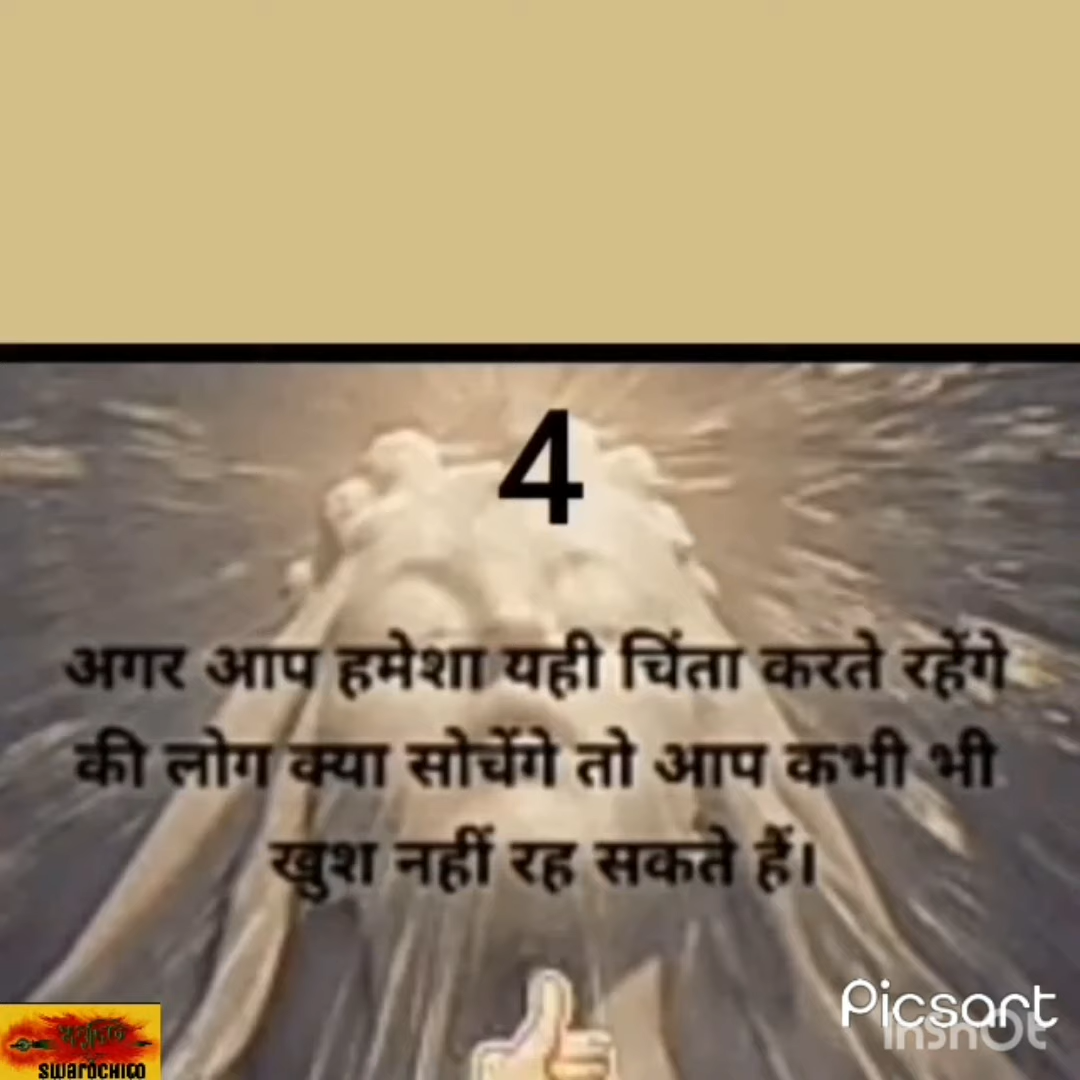 4
अगर आप हमेशा यही चिंता करते रहेंगे
की लोग क्या सोचेंगे तो आप कभी भी
खुश नहीं रह सकते हैं।
Picsart
InShOt
swarochico